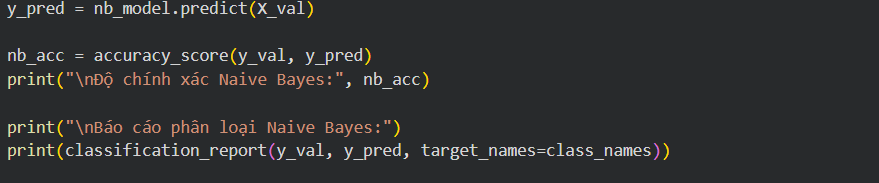 y_pred = nb_model.predict(X_val)
nb_acc = accuracy_score(y_val, y_pred)
print("\nĐộ chính xác Naive Bayes:", nb_acc)
print("\nBáo cáo phân loại Naive Bayes:")
print(classification_report(y_val, y_pred, target_names=class_names))